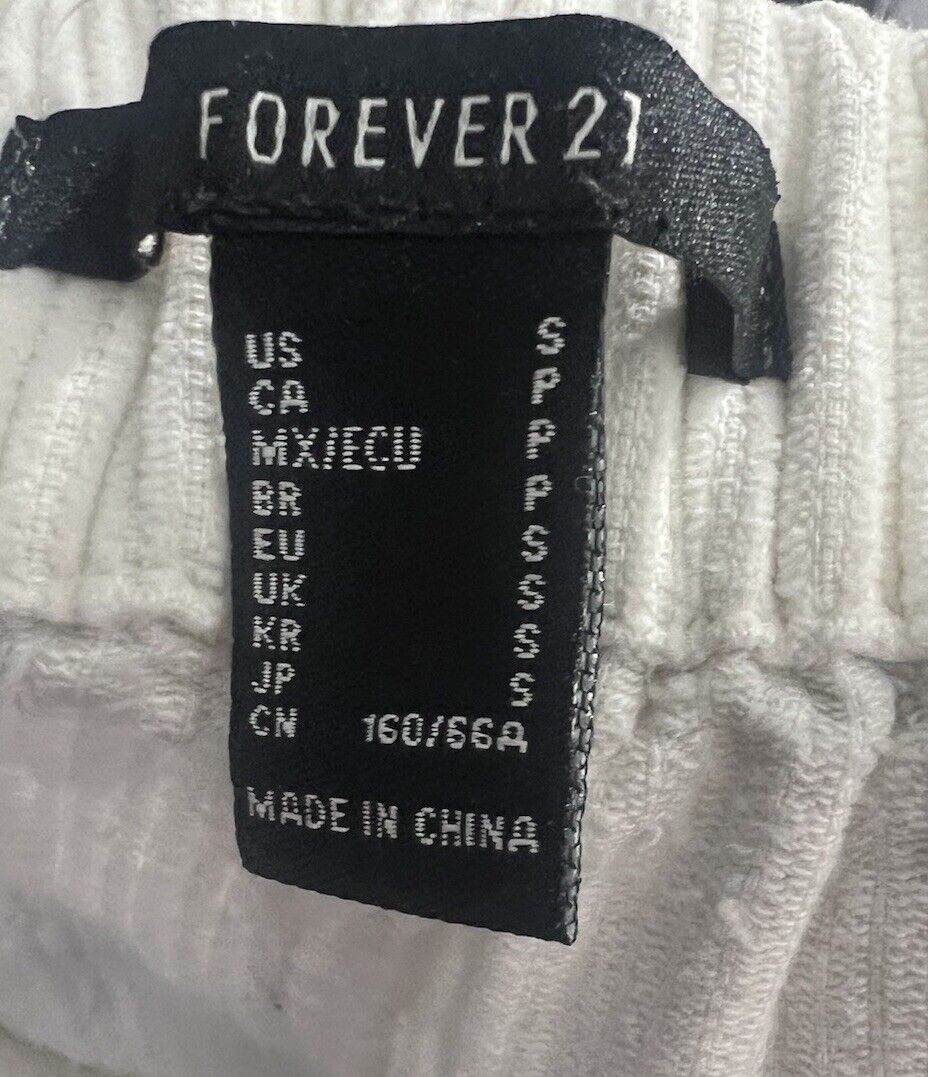 FOREVER 21
US S
CA P
MX/ECU P
BR P
EU S
UK S
KR S
JP S
CN 160/66A
MADE IN CHINA